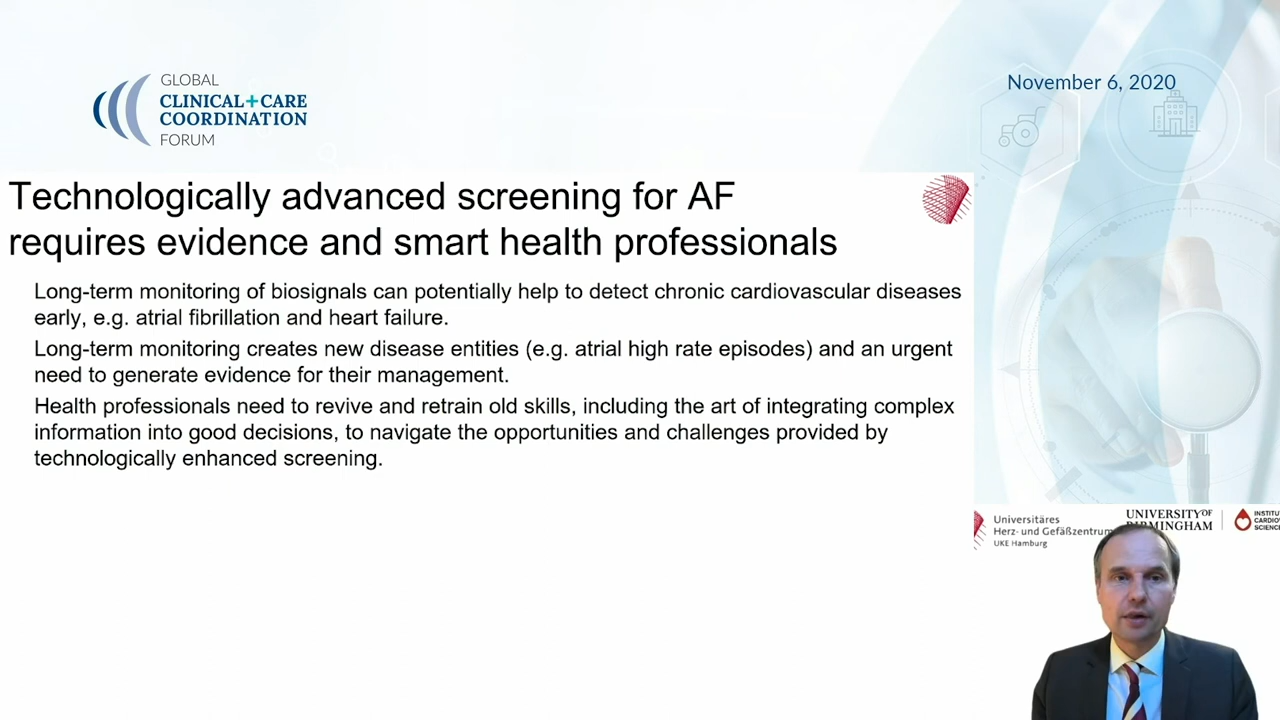 GLOBAL
CLINICAL+CARE
COORDINATION
FORUM
November 6, 2020
Technologically advanced screening for AF
requires evidence and smart health professionals
Long-term monitoring of biosignals can potentially help to detect chronic cardiovascular diseases
early, e.g. atrial fibrillation and heart failure.
Long-term monitoring creates new disease entities (e.g. atrial high rate episodes) and an urgent
need to generate evidence for their management.
Health professionals need to revive and retrain old skills, including the art of integrating complex
information into good decisions, to navigate the opportunities and challenges provided by
technologically enhanced screening.
Universitäres
Herz- und Gefäßzentrum
UKE Hamburg
UNIVERSITY OF
BIRMINGHAM
INSTITU
CARDIOV
SCIENCE